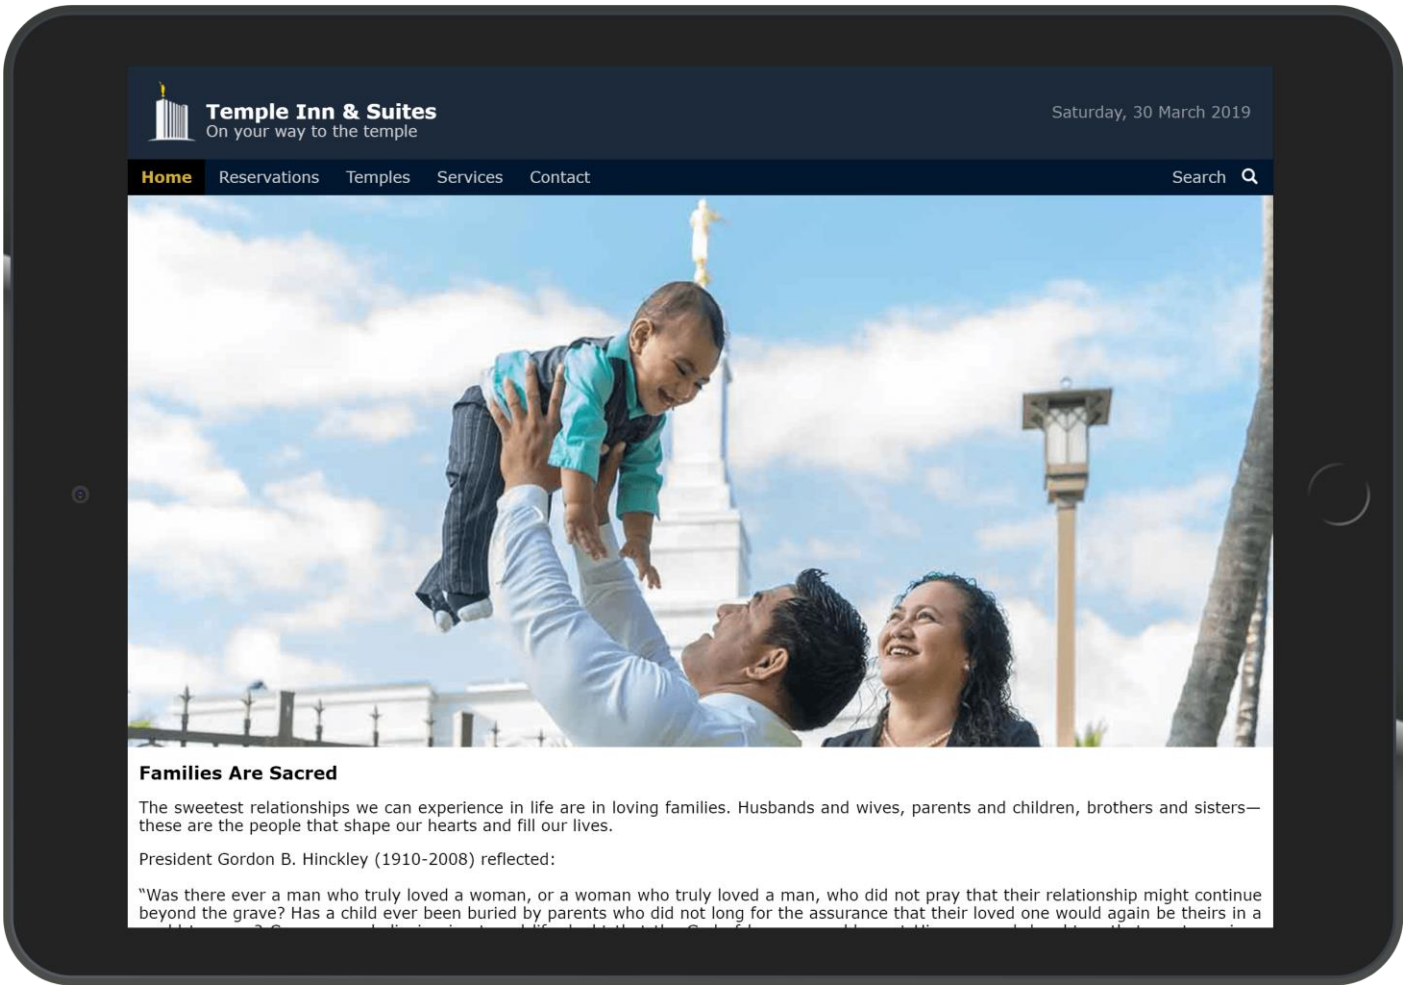 Temple Inn & Suites
On your way to the temple
Saturday, 30 March 2019
Home Reservations Temples Services Contact Search
Families Are Sacred
The sweetest relationships we can experience in life are in loving families. Husbands and wives, parents and children, brothers and sisters—
these are the people that shape our hearts and fill our lives.
President Gordon B. Hinckley (1910-2008) reflected:
“Was there ever a man who truly loved a woman, or a woman who truly loved a man, who did not pray that their relationship might continue
beyond the grave? Has a child ever been buried by parents who did not long for the assurance that their loved one would again be theirs in a